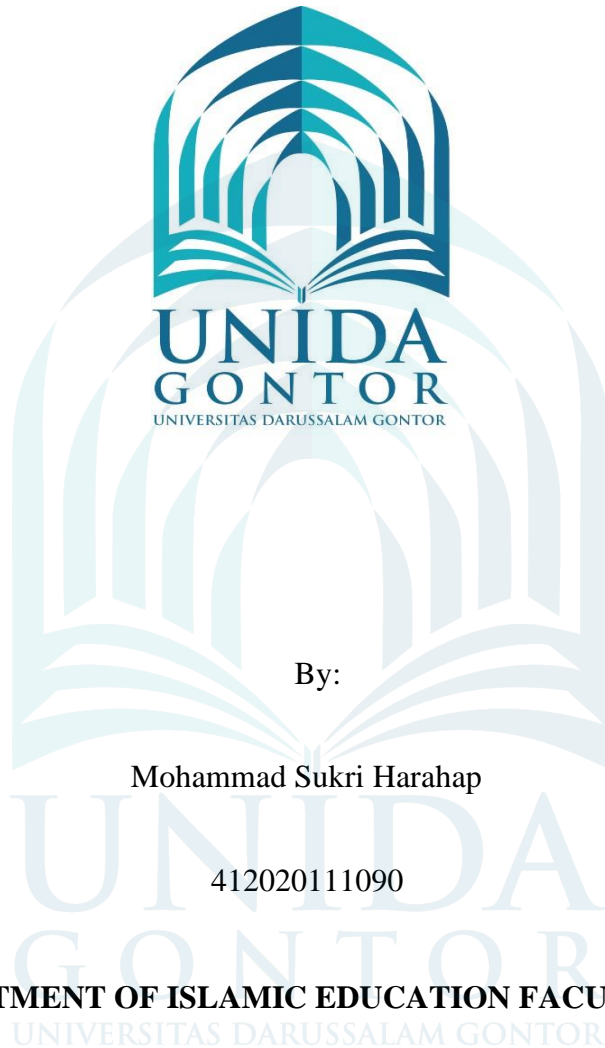 UNIDA
GONTOR
UNIVERSITAS DARUSSALAM GONTOR
By:
Mohammad Sukri Harahap
412020111090
UNIDA
GONTOR
TMENT OF ISLAMIC EDUCATION FACU
UNIVERSITAS DARUSSALAM GONTOR